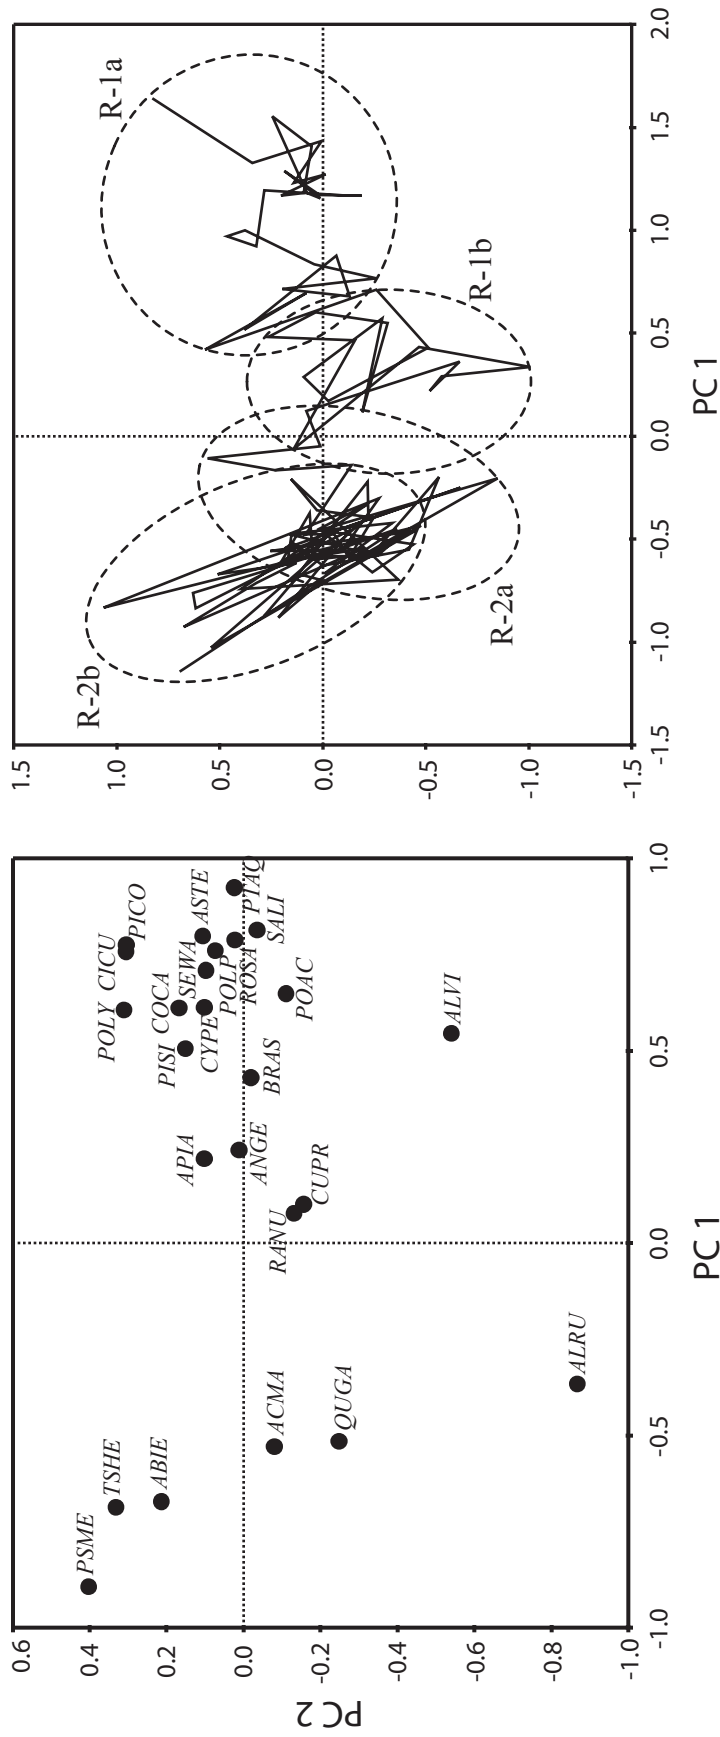 PC 2
0.6
0.4
0.2
0.0
-0.2
-0.4
-0.6
-0.8
-1.0
PSME
TSHE
ABIE
ACMA
QUGA
ALRU
RANU
CUPR
APIA
ANGE
POLY
CICU
PICO
PISI
COCA
SEWA
ASTE
CYPE
POLP
ROSA
PTAQ
SALI
BRAS
POAC
ALVI
-1.0
-0.5
0.0
0.5
1.0
PC 1
1.5
1.0
0.5
0.0
-0.5
-1.0
-1.5
R-2b
R-1a
R-2a
R-1b
-1.5
-1.0
-0.5
0.0
0.5
1.0
1.5
2.0
PC 1